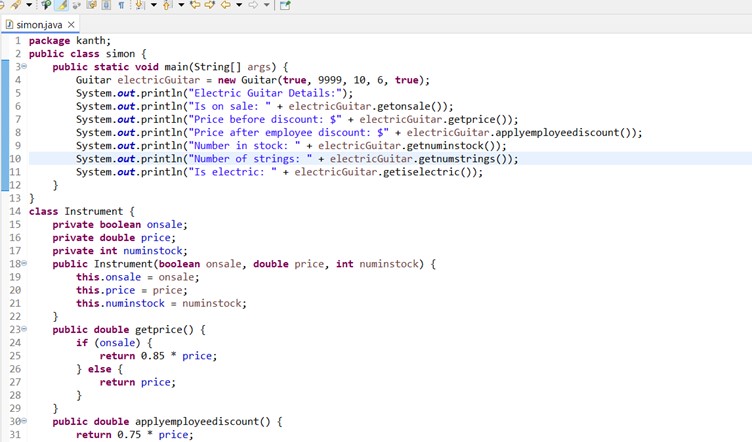 simon.java
1 package kanth;
2 public class simon {
3     public static void main(String[] args) {
4         Guitar electricGuitar = new Guitar(true, 9999, 10, 6, true);
5         System.out.println("Electric Guitar Details:");
6         System.out.println("Is on sale: " + electricGuitar.getonsale());
7         System.out.println("Price before discount: $" + electricGuitar.getprice());
8         System.out.println("Price after employee discount: $" + electricGuitar.applyemployeediscount());
9         System.out.println("Number in stock: " + electricGuitar.getnuminstock());
10         System.out.println("Number of strings: " + electricGuitar.getnumstrings());
11         System.out.println("Is electric: " + electricGuitar.getiselectric());
12     }
13 }
14 class Instrument {
15     private boolean onsale;
16     private double price;
17     private int numinstock;
18     public Instrument(boolean onsale, double price, int numinstock) {
19         this.onsale = onsale;
20         this.price = price;
21         this.numinstock = numinstock;
22     }
23     public double getprice() {
24         if (onsale) {
25             return 0.85 * price;
26         } else {
27             return price;
28         }
29     }
30     public double applyemployeediscount() {
31         return 0.75 * price;